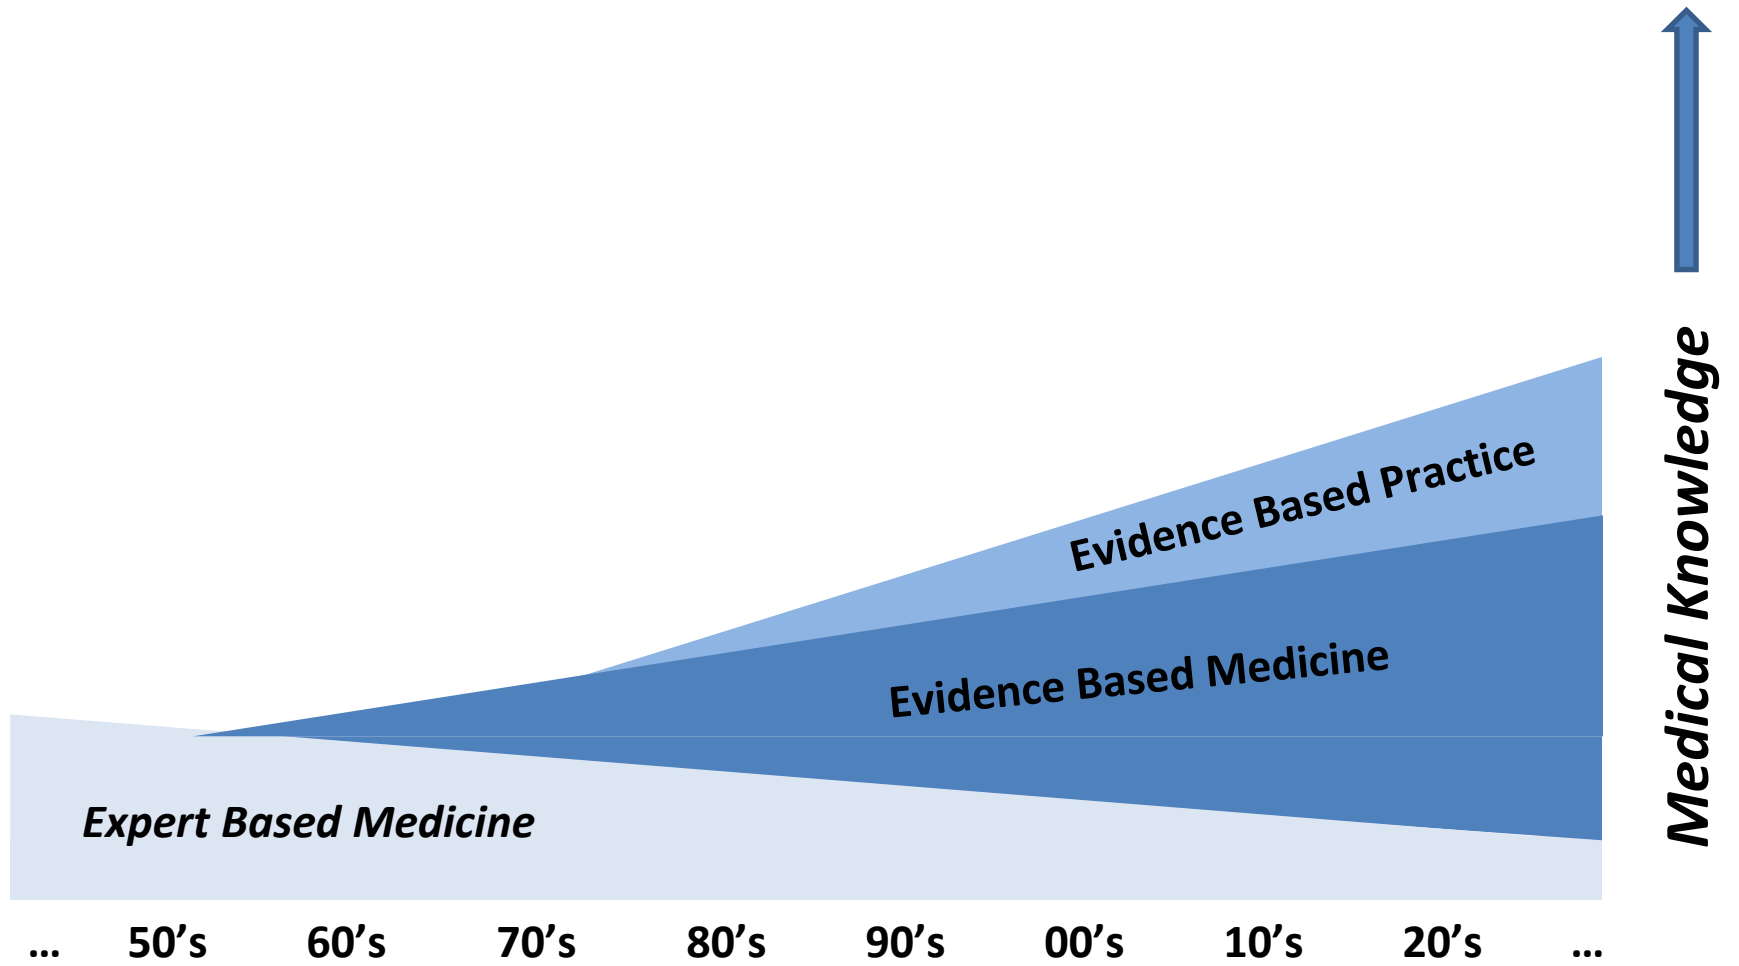 Evidence Based Practice
Evidence Based Medicine
Expert Based Medicine
Medical Knowledge
... 50’s 60’s 70’s 80’s 90’s 00’s 10’s 20’s ...